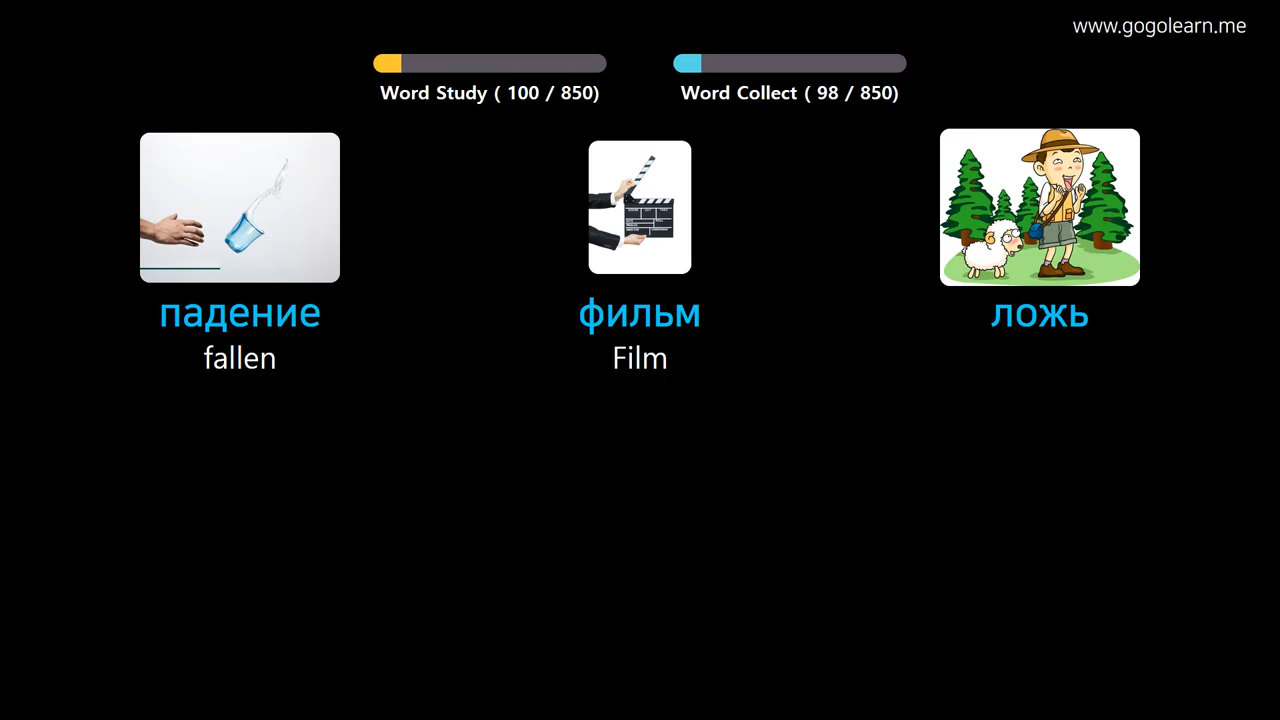 www.gogolearn.me
Word Study ( 100 / 850)
Word Collect ( 98 / 850)
падение
фильм
ложь
fallen
Film